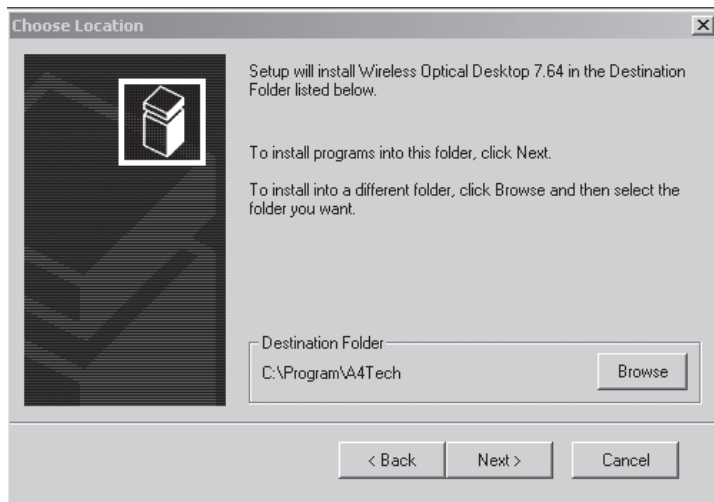 Choose Location
Setup will install Wireless Optical Desktop 7.64 in the Destination
Folder listed below.
To install programs into this folder, click Next.
To install into a different folder, click Browse and then select the
folder you want.
Destination Folder
C:\Program\A4Tech
Browse
< Back
Next >
Cancel